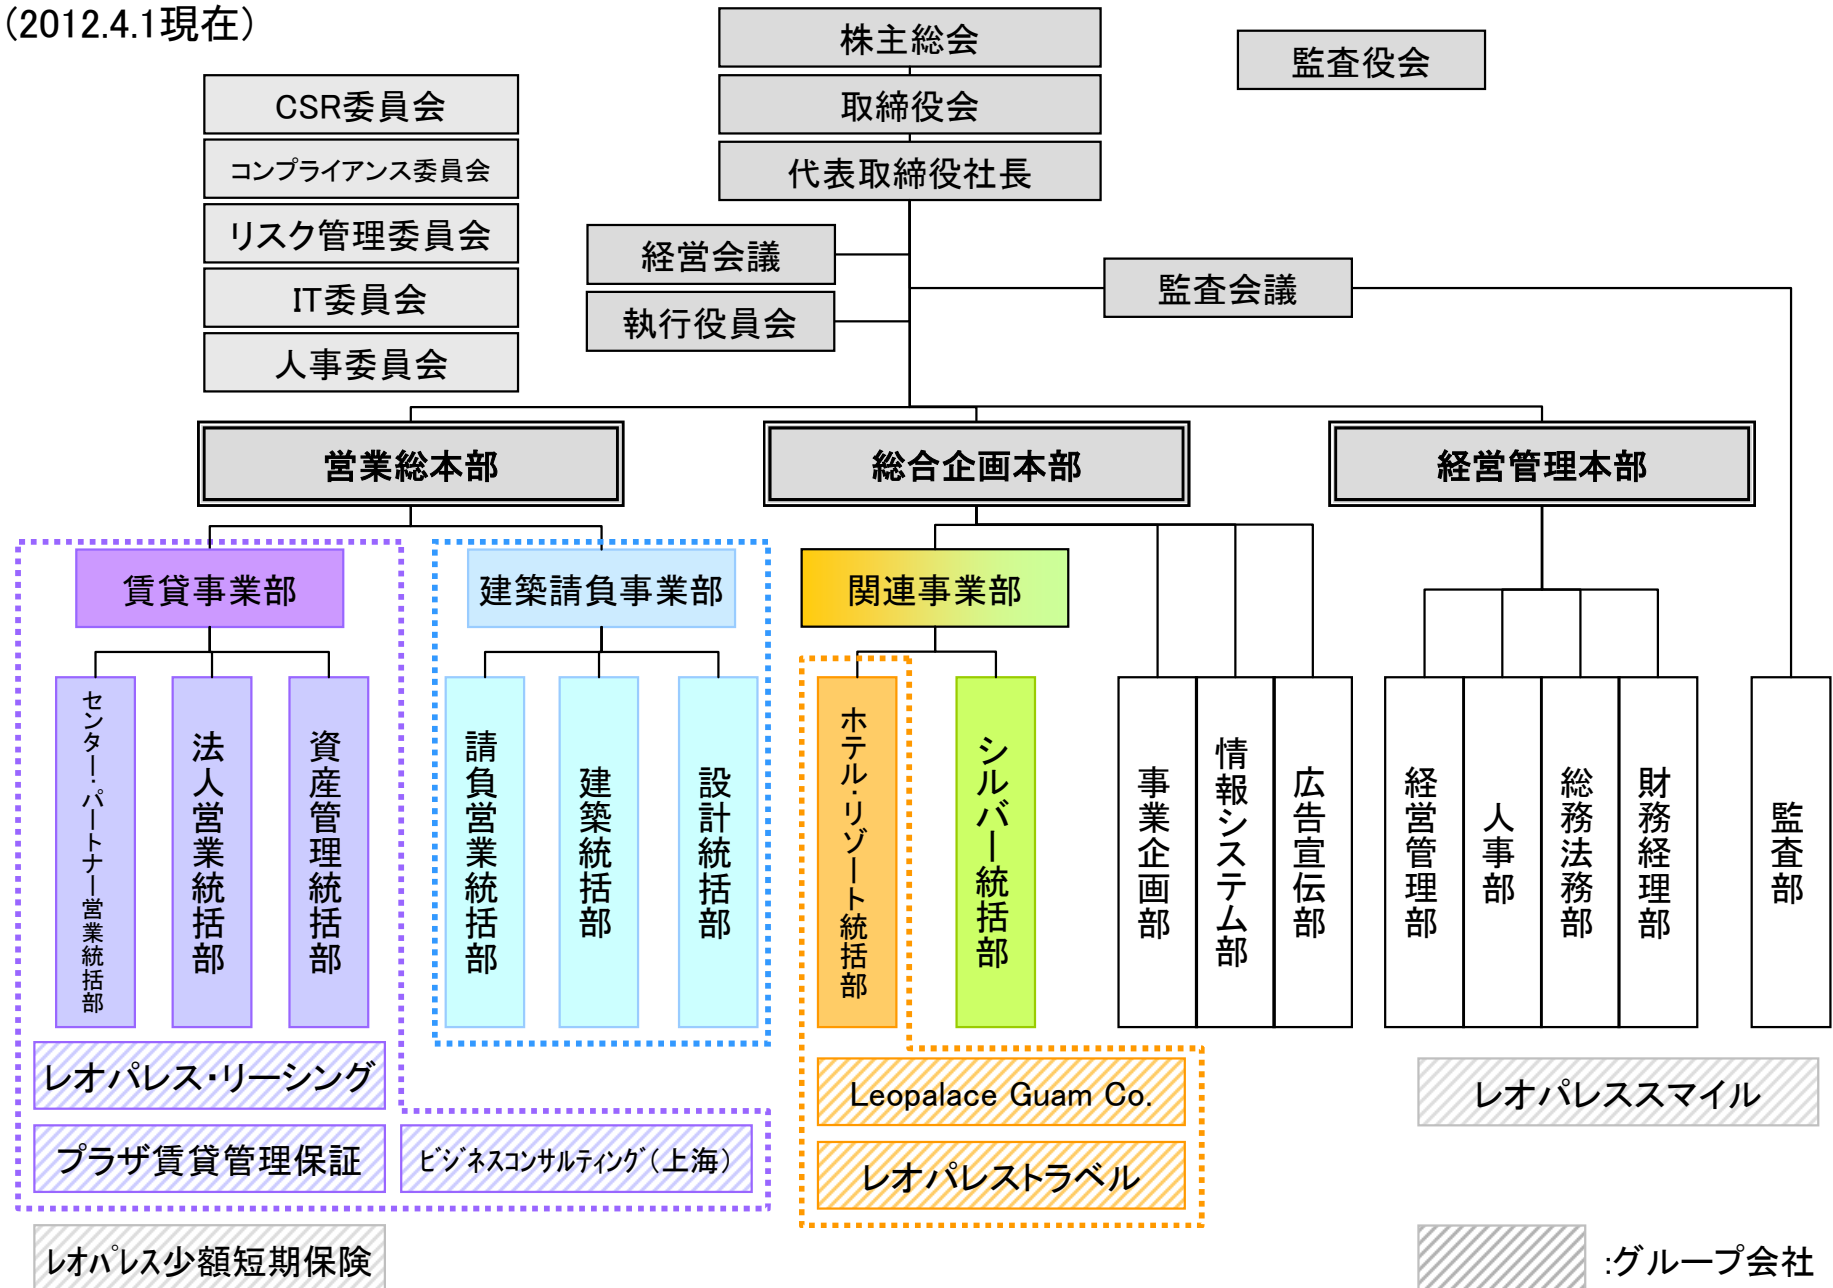 (2012.4.1現在)
株主総会
監査役会
取締役会
代表取締役社長
CSR委員会
コンプライアンス委員会
リスク管理委員会
IT委員会
人事委員会
経営会議
執行役員会
監査会議
営業総本部
総合企画本部
経営管理本部
賃貸事業部
建築請負事業部
関連事業部
センター・パートナー営業統括部
法人営業統括部
資産管理統括部
請負営業統括部
建築統括部
設計統括部
ホテル・リゾート統括部
シルバー統括部
事業企画部
情報システム部
広告宣伝部
経営管理部
人事部
総務法務部
財務経理部
監査部
レオパレス・リーシング
プラザ賃貸管理保証
ビジネスコンサルティング(上海)
Leopalace Guam Co.
レオパレストラベル
レオパレススマイル
レオパレス少額短期保険
:グループ会社